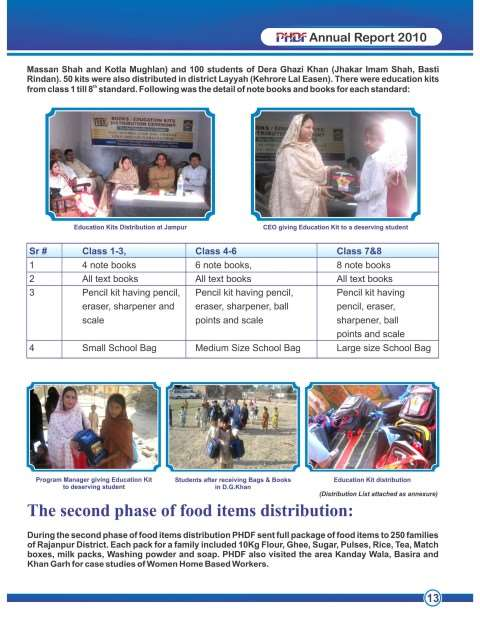 PHDF Annual Report 2010
Massan Shah and Kotla Mughlan) and 100 students of Dera Ghazi Khan (Jhakar Imam Shah, Basti
Rindan). 50 kits were also distributed in district Layyah (Kehrore Lal Easen). There were education kits
from class 1 till 8th standard. Following was the detail of note books and books for each standard:
BOOKS / EDUCATION KITS
DISTRIBUTION CEREMONY
Education Kits Distribution at Jampur
CEO giving Education Kit to a deserving student
Sr # Class 1-3, Class 4-6 Class 7&8
1 4 note books 6 note books, 8 note books
2 All text books All text books All text books
3 Pencil kit having pencil, Pencil kit having pencil, Pencil kit having
eraser, sharpener and eraser, sharpener, ball pencil, eraser,
scale points and scale sharpener, ball
points and scale
4 Small School Bag Medium Size School Bag Large size School Bag
Program Manager giving Education Kit
to deserving student
Students after receiving Bags & Books
in D.G.Khan
Education Kit distribution
(Distribution List attached as annexure)
The second phase of food items distribution:
During the second phase of food items distribution PHDF sent full package of food items to 250 families
of Rajanpur District. Each pack for a family included 10Kg Flour, Ghee, Sugar, Pulses, Rice, Tea, Match
boxes, milk packs, Washing powder and soap. PHDF also visited the area Kanday Wala, Basira and
Khan Garh for case studies of Women Home Based Workers.
13